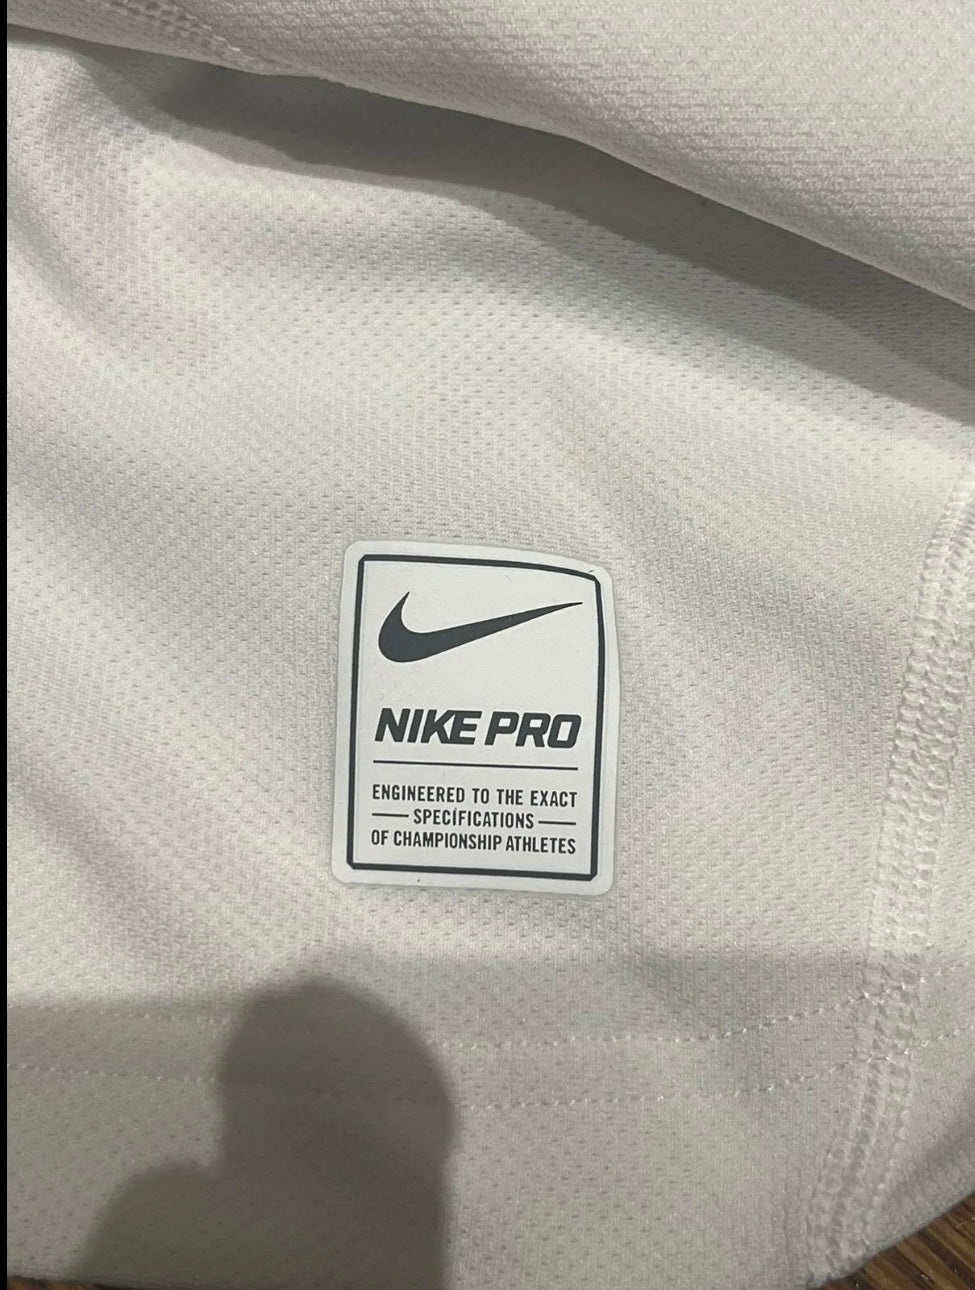 NIKE PRO
ENGINEERED TO THE EXACT
SPECIFICATIONS
OF CHAMPIONSHIP ATHLETES